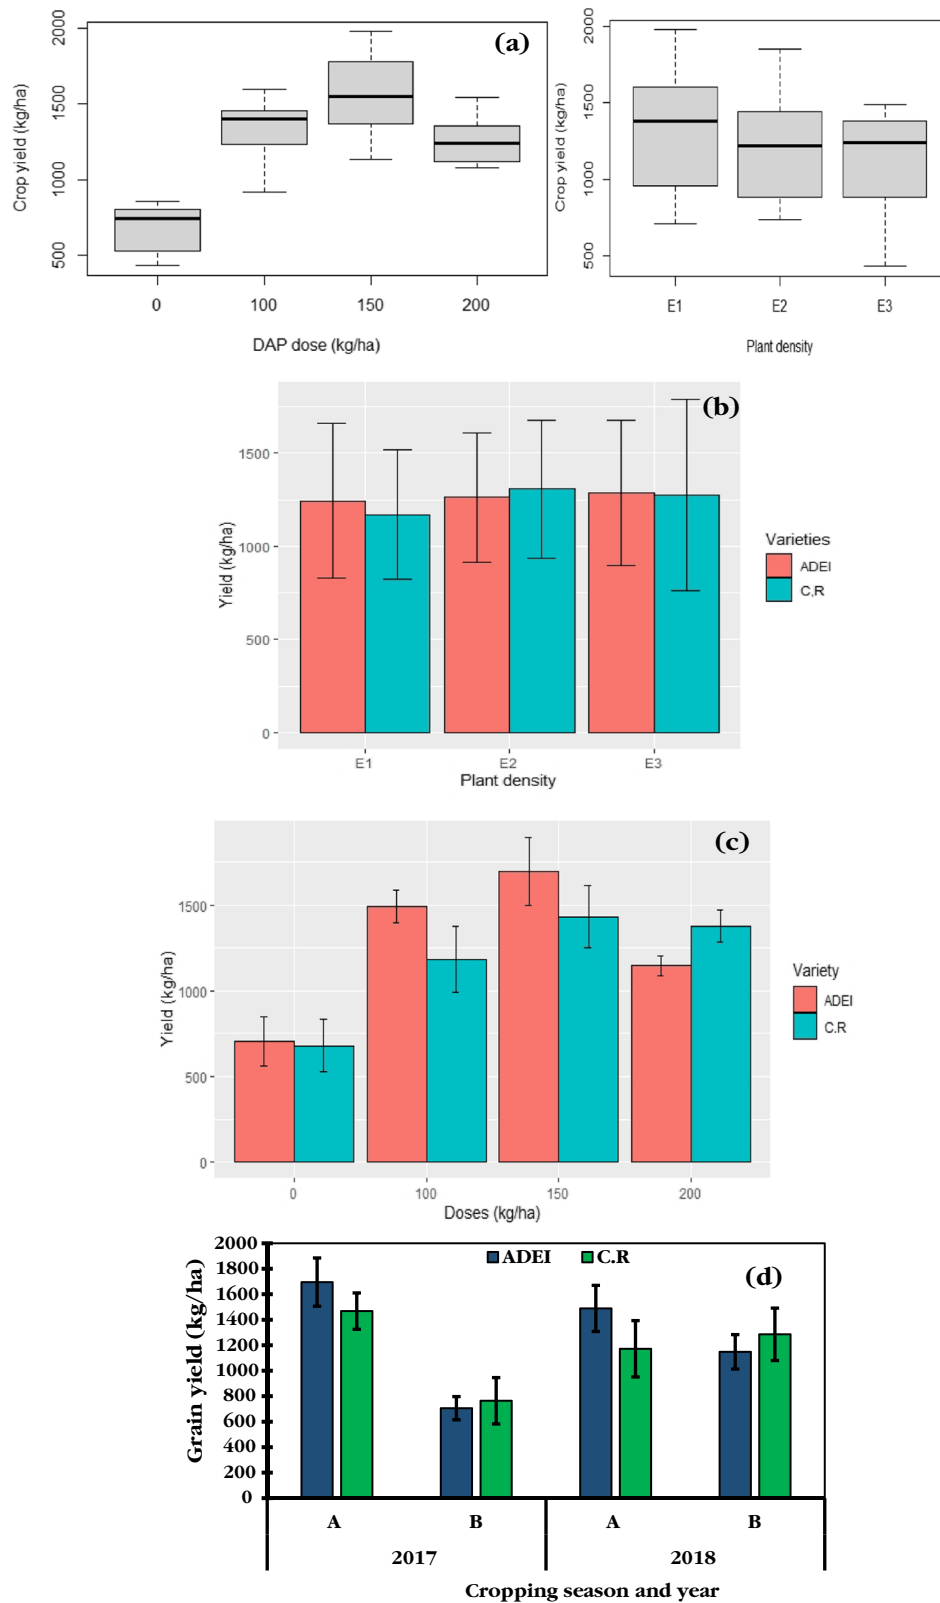 (a)
Crop yield (kg/ha)
2000
1500
1000
500
0 100 150 200
DAP dose (kg/ha)
Crop yield (kg/ha)
2000
1500
1000
500
E1 E2 E3
Plant density
(b)
Yield (kg/ha)
1500
1000
500
0
E1 E2 E3
Plant density
Varieties
ADEI
C,R
(c)
Yield (kg/ha)
1500
1000
500
0
0 100 150 200
Doses (kg/ha)
Variety
ADEI
C.R
ADEI C.R
(d)
Grain yield (kg/ha)
2000
1800
1600
1400
1200
1000
800
600
400
200
0
A B A B
2017 2018
Cropping season and year